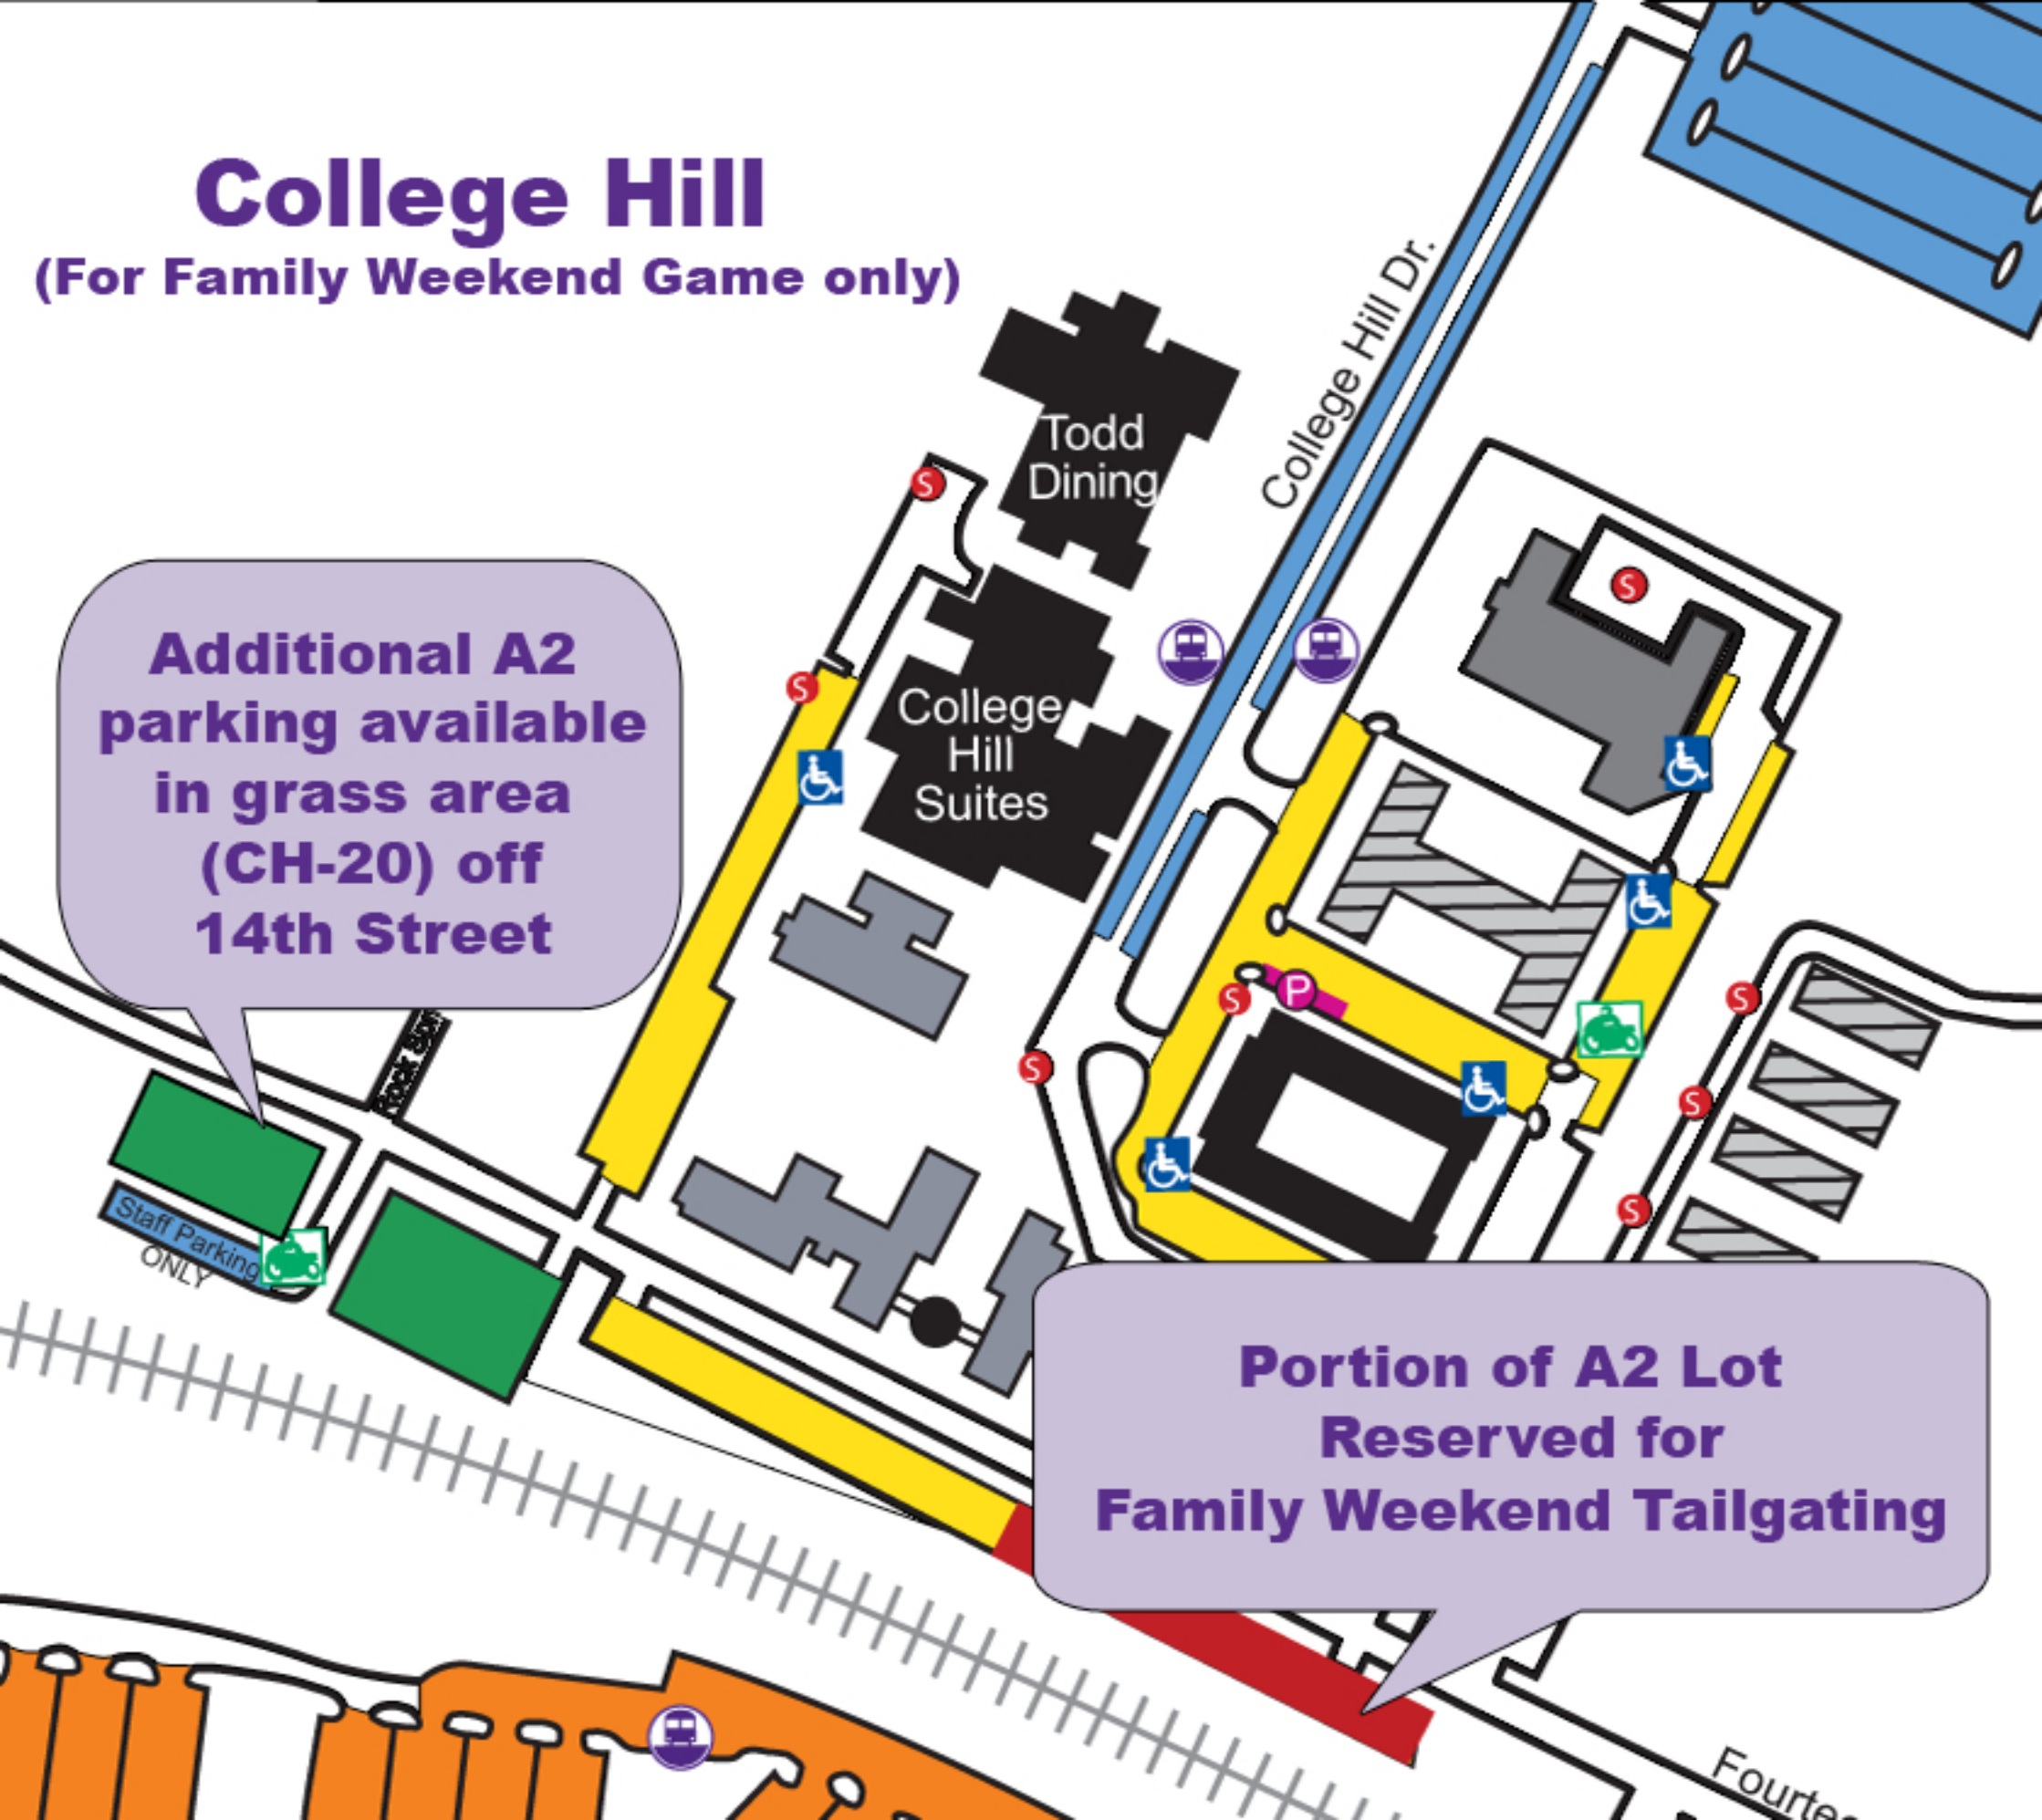 College Hill
(For Family Weekend Game only)
College Hill Dr.
Todd
Dining
S
S
College
Hill
Suites
S
Additional A2
parking available
in grass area
(CH-20) off
14th Street
P
S
S
S
S
S
Staff Parking
ONLY
Portion of A2 Lot
Reserved for
Family Weekend Tailgating